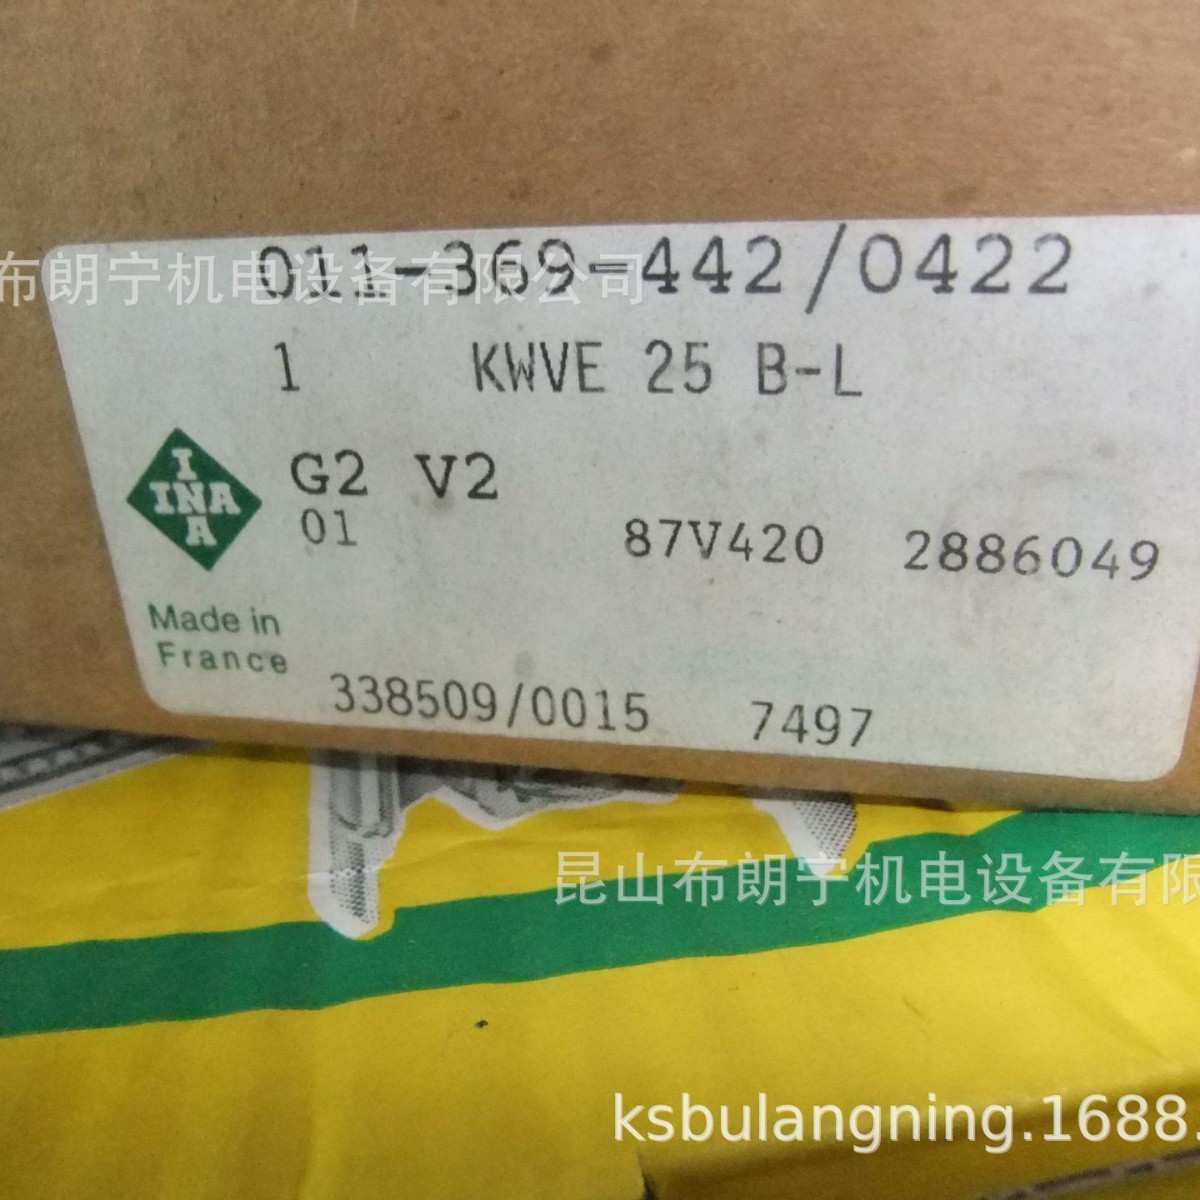 011-369-442/0422
布朗宁机电设备有限公司
1 KWVE 25 B-L
G2 V2
01 87V420 2886049
I
INA
A
Made in
France
338509/0015 7497
昆山布朗宁机电设备有限
ksbulangning.1688.